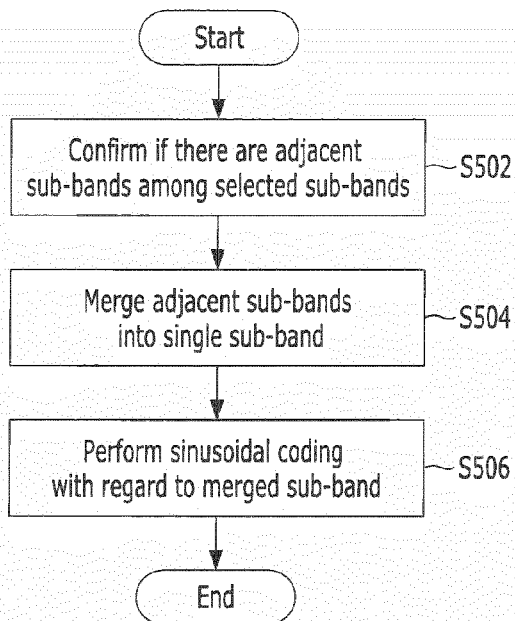 Start
Confirm if there are adjacent
sub-bands among selected sub-bands
S502
Merge adjacent sub-bands
into single sub-band
S504
Perform sinusoidal coding
with regard to merged sub-band
S506
End